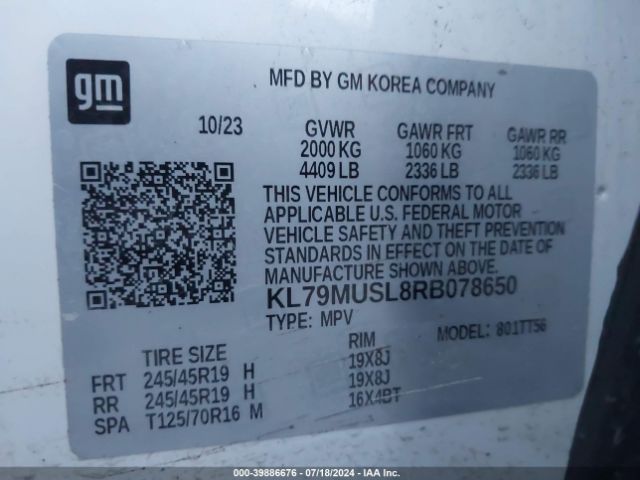 gm
MFD BY GM KOREA COMPANY
10/23 GVWR GAWR FRT GAWR RR
2000 KG 1060 KG 1060 KG
4409 LB 2336 LB 2336 LB
THIS VEHICLE CONFORMS TO ALL
APPLICABLE U.S. FEDERAL MOTOR
VEHICLE SAFETY AND THEFT PREVENTION
STANDARDS IN EFFECT ON THE DATE OF
MANUFACTURE SHOWN ABOVE.
KL79MUSL8RB078650
TYPE: MPV MODEL: 801TT56
TIRE SIZE RIM
FRT 245/45R19 H 19X8J
RR 245/45R19 H 19X8J
SPA T125/70R16 M 16X4BT
000-39886676 - 07/18/2024 - IAA Inc.